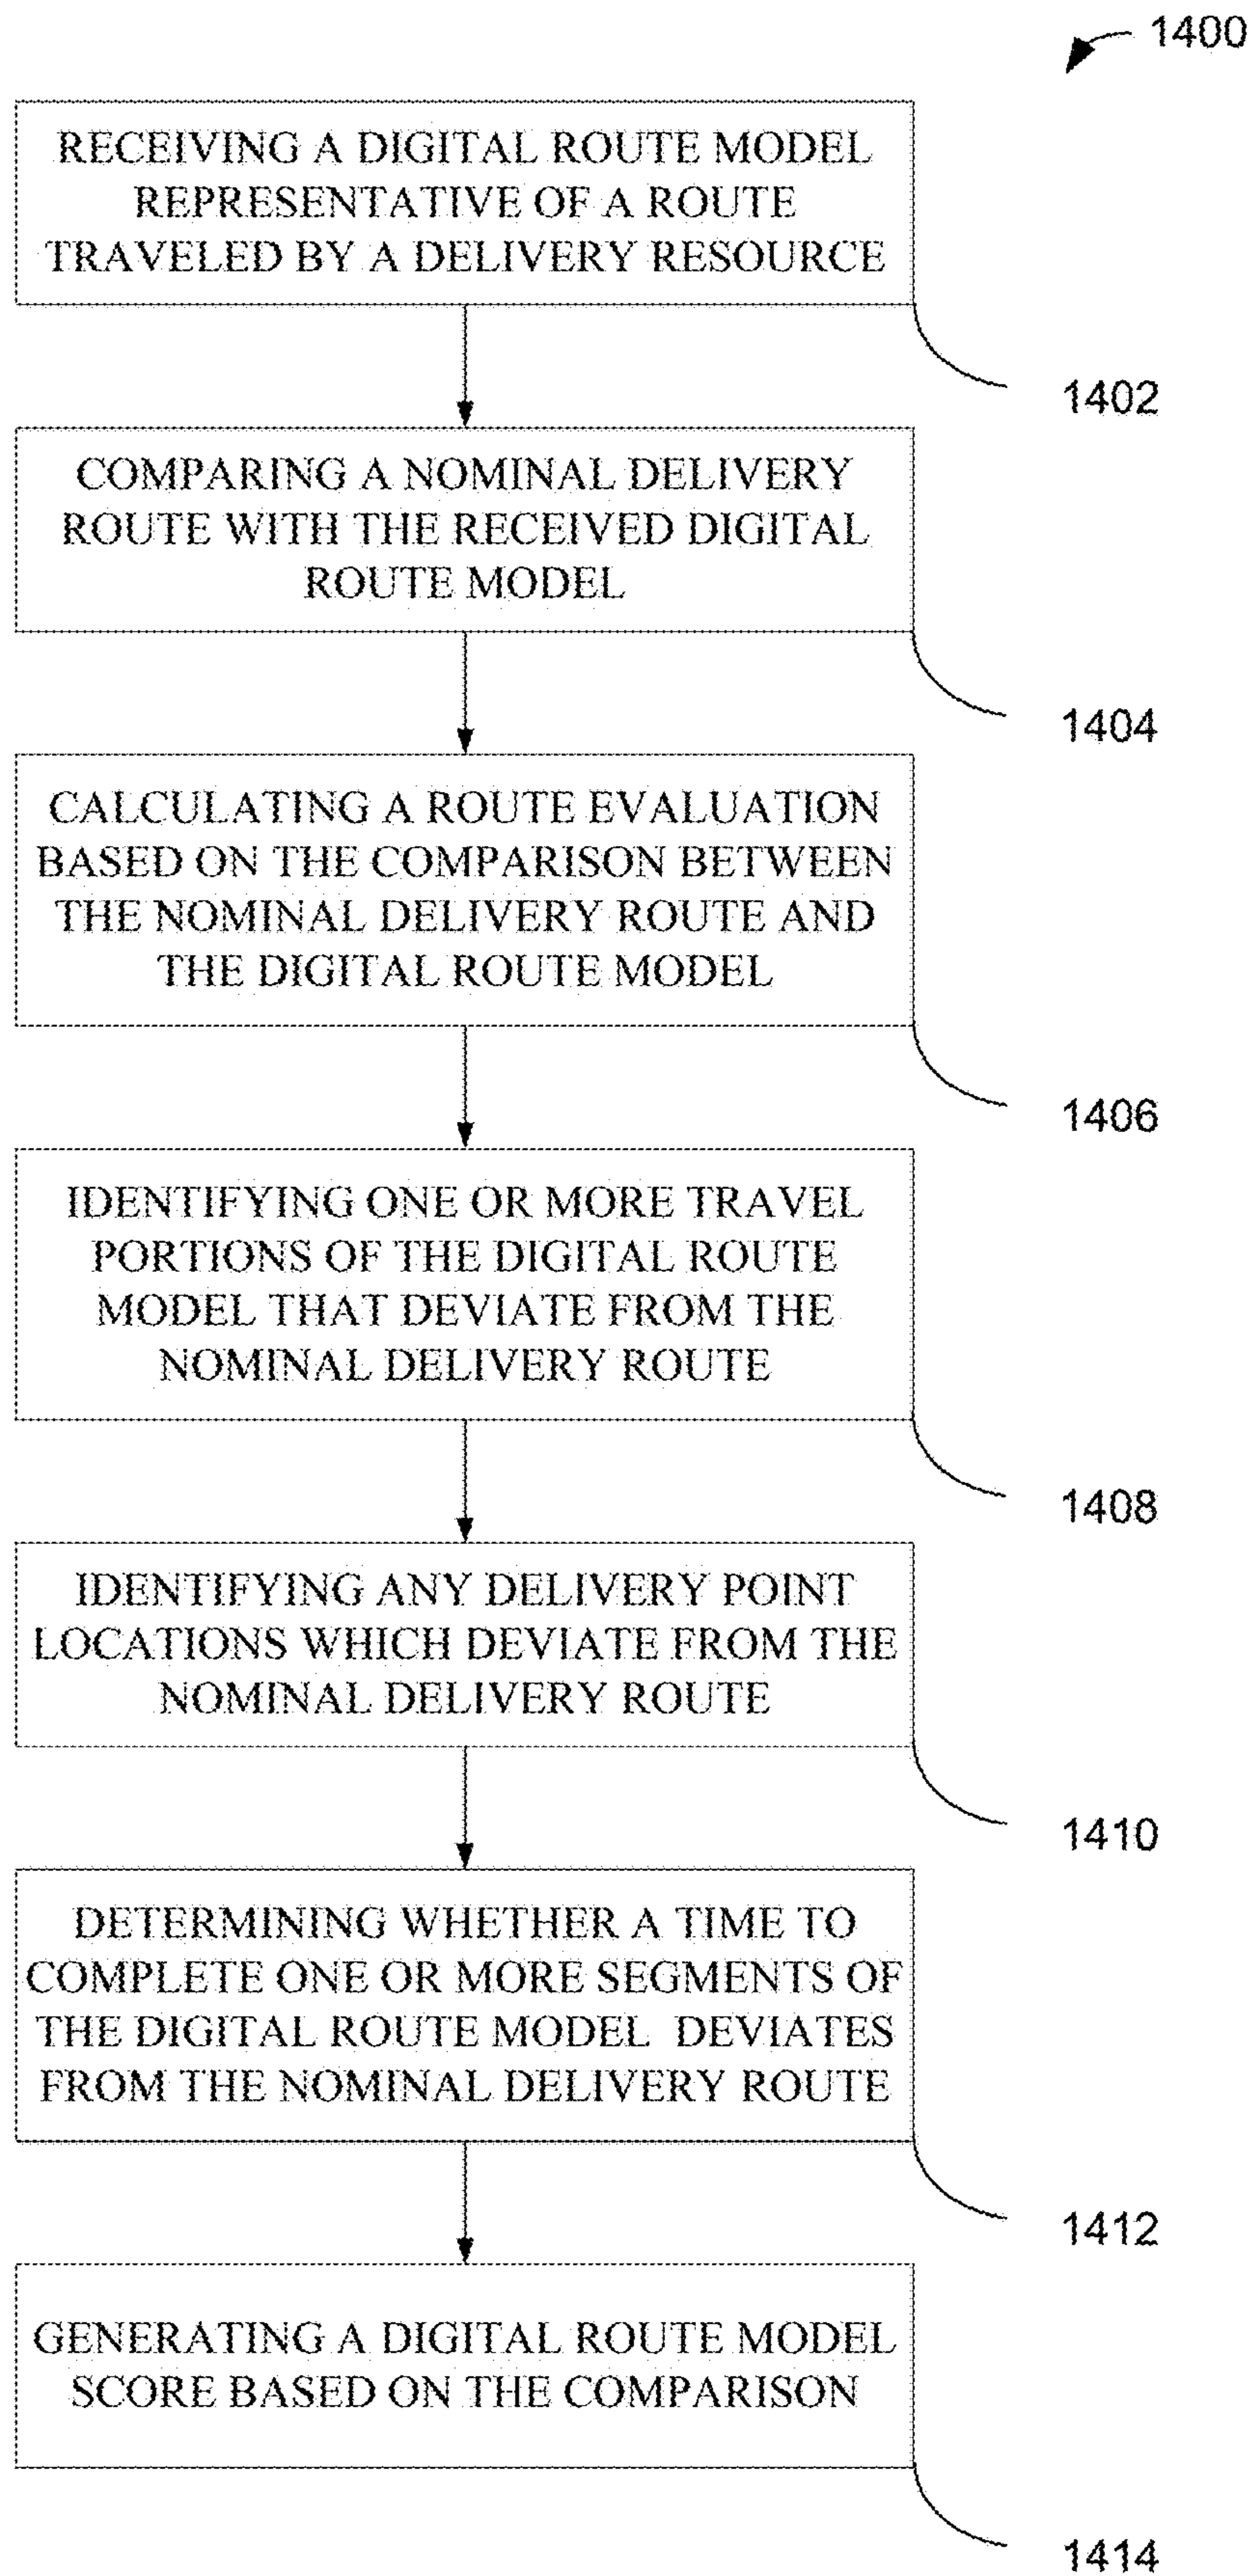 1400
RECEIVING A DIGITAL ROUTE MODEL
REPRESENTATIVE OF A ROUTE
TRAVELED BY A DELIVERY RESOURCE
1402
COMPARING A NOMINAL DELIVERY
ROUTE WITH THE RECEIVED DIGITAL
ROUTE MODEL
1404
CALCULATING A ROUTE EVALUATION
BASED ON THE COMPARISON BETWEEN
THE NOMINAL DELIVERY ROUTE AND
THE DIGITAL ROUTE MODEL
1406
IDENTIFYING ONE OR MORE TRAVEL
PORTIONS OF THE DIGITAL ROUTE
MODEL THAT DEVIATE FROM THE
NOMINAL DELIVERY ROUTE
1408
IDENTIFYING ANY DELIVERY POINT
LOCATIONS WHICH DEVIATE FROM THE
NOMINAL DELIVERY ROUTE
1410
DETERMINING WHETHER A TIME TO
COMPLETE ONE OR MORE SEGMENTS OF
THE DIGITAL ROUTE MODEL DEVIATES
FROM THE NOMINAL DELIVERY ROUTE
1412
GENERATING A DIGITAL ROUTE MODEL
SCORE BASED ON THE COMPARISON
1414